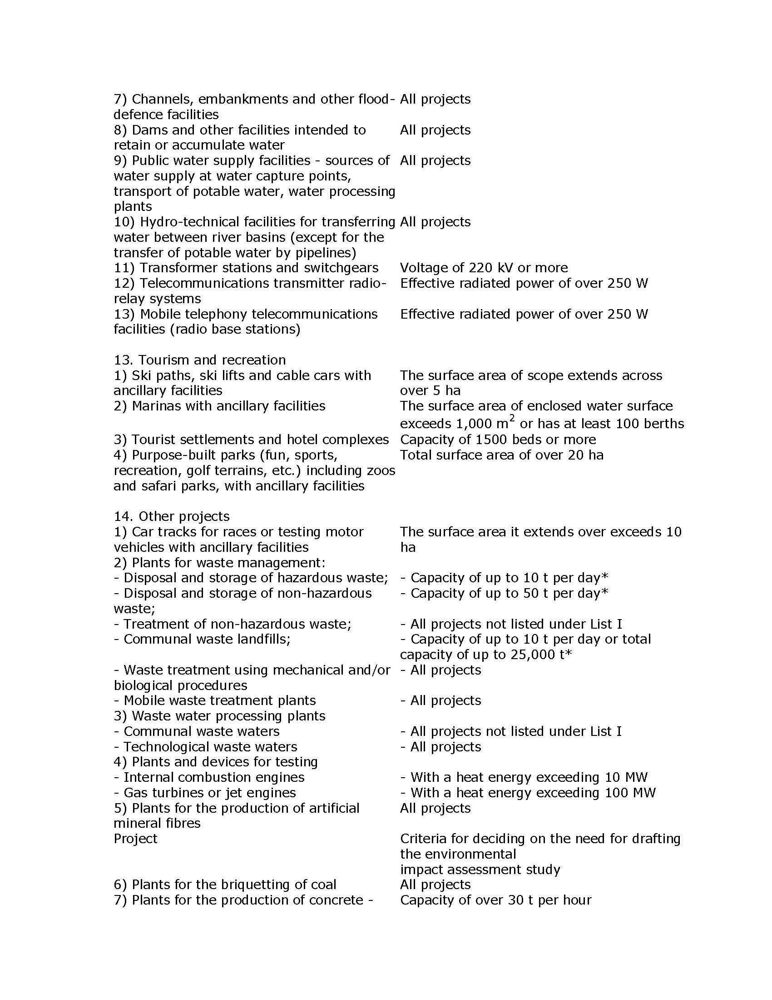 7) Channels, embankments and other flood- All projects
defence facilities
8) Dams and other facilities intended to All projects
retain or accumulate water
9) Public water supply facilities - sources of All projects
water supply at water capture points,
transport of potable water, water processing
plants
10) Hydro-technical facilities for transferring All projects
water between river basins (except for the
transfer of potable water by pipelines)
11) Transformer stations and switchgears Voltage of 220 kV or more
12) Telecommunications transmitter radio- Effective radiated power of over 250 W
relay systems
13) Mobile telephony telecommunications Effective radiated power of over 250 W
facilities (radio base stations)
13. Tourism and recreation
1) Ski paths, ski lifts and cable cars with The surface area of scope extends across
ancillary facilities over 5 ha
2) Marinas with ancillary facilities The surface area of enclosed water surface
exceeds 1,000 m² or has at least 100 berths
3) Tourist settlements and hotel complexes Capacity of 1500 beds or more
4) Purpose-built parks (fun, sports, Total surface area of over 20 ha
recreation, golf terrains, etc.) including zoos
and safari parks, with ancillary facilities
14. Other projects
1) Car tracks for races or testing motor The surface area it extends over exceeds 10
vehicles with ancillary facilities ha
2) Plants for waste management:
- Disposal and storage of hazardous waste; - Capacity of up to 10 t per day*
- Disposal and storage of non-hazardous - Capacity of up to 50 t per day*
waste;
- Treatment of non-hazardous waste; - All projects not listed under List I
- Communal waste landfills; - Capacity of up to 10 t per day or total
capacity of up to 25,000 t*
- Waste treatment using mechanical and/or - All projects
biological procedures
- Mobile waste treatment plants - All projects
3) Waste water processing plants
- Communal waste waters - All projects not listed under List I
- Technological waste waters - All projects
4) Plants and devices for testing
- Internal combustion engines - With a heat energy exceeding 10 MW
- Gas turbines or jet engines - With a heat energy exceeding 100 MW
5) Plants for the production of artificial All projects
mineral fibres
Project Criteria for deciding on the need for drafting
the environmental
impact assessment study
6) Plants for the briquetting of coal All projects
7) Plants for the production of concrete - Capacity of over 30 t per hour